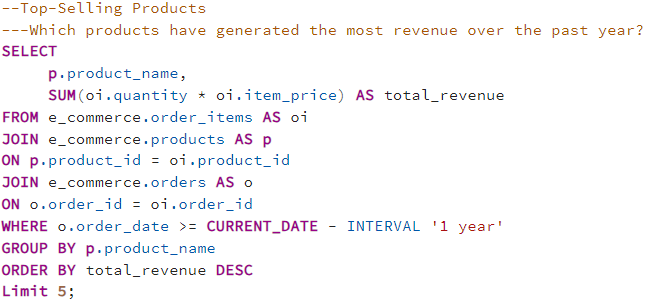 --Top-Selling Products
---Which products have generated the most revenue over the past year?
SELECT
     p.product_name,
     SUM(oi.quantity * oi.item_price) AS total_revenue
FROM e_commerce.order_items AS oi
JOIN e_commerce.products AS p
ON p.product_id = oi.product_id
JOIN e_commerce.orders AS o
ON o.order_id = oi.order_id
WHERE o.order_date >= CURRENT_DATE - INTERVAL '1 year'
GROUP BY p.product_name
ORDER BY total_revenue DESC
Limit 5;